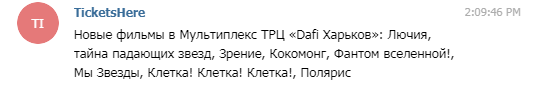 TI
TicketsHere
2:09:46 PM
Новые фильмы в Мультиплекс ТРЦ «Dafi Харьков»: Лючия,
тайна падающих звезд, Зрение, Кокомонг, Фантом вселенной!,
Мы Звезды, Клетка! Клетка! Клетка!, Полярис